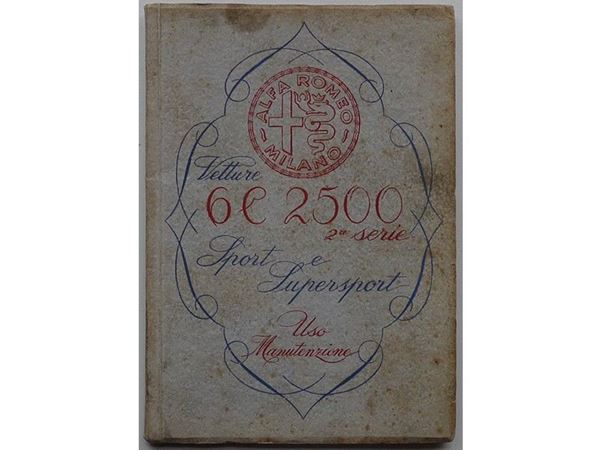 ALFA ROMEO
MILANO
Vetture
6C 2500
2ª serie
Sport e
Supersport
Uso
Manutenzione